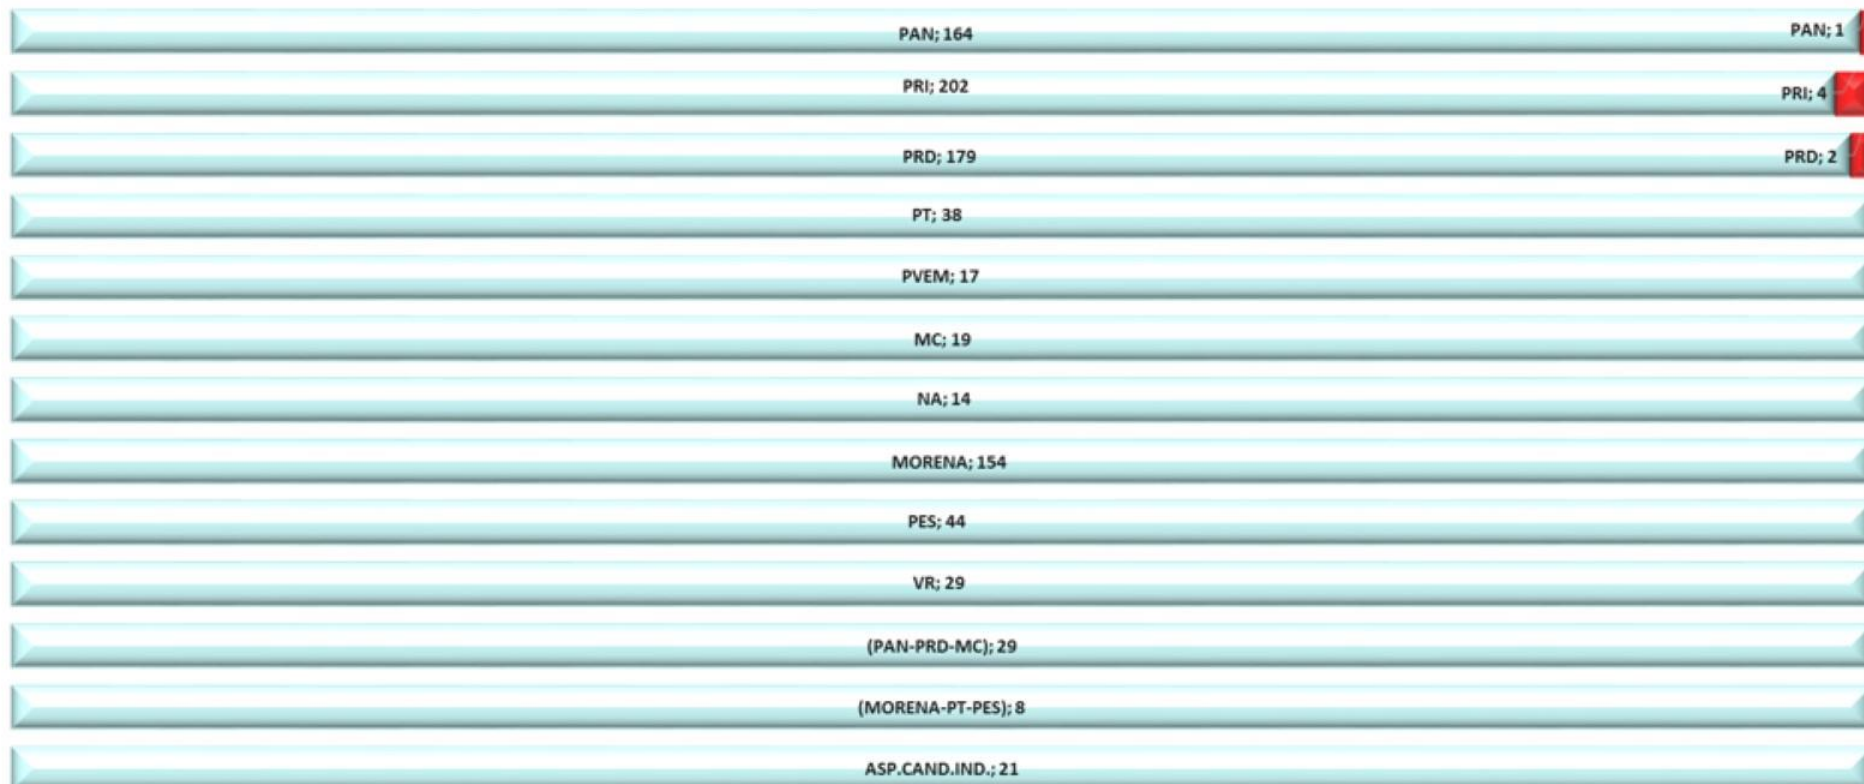 PAN; 164 PAN; 1
PRI; 202 PRI; 4
PRD; 179 PRD; 2
PT; 38
PVEM; 17
MC; 19
NA; 14
MORENA; 154
PES; 44
VR; 29
(PAN-PRD-MC); 29
(MORENA-PT-PES); 8
ASP.CAND.IND.; 21